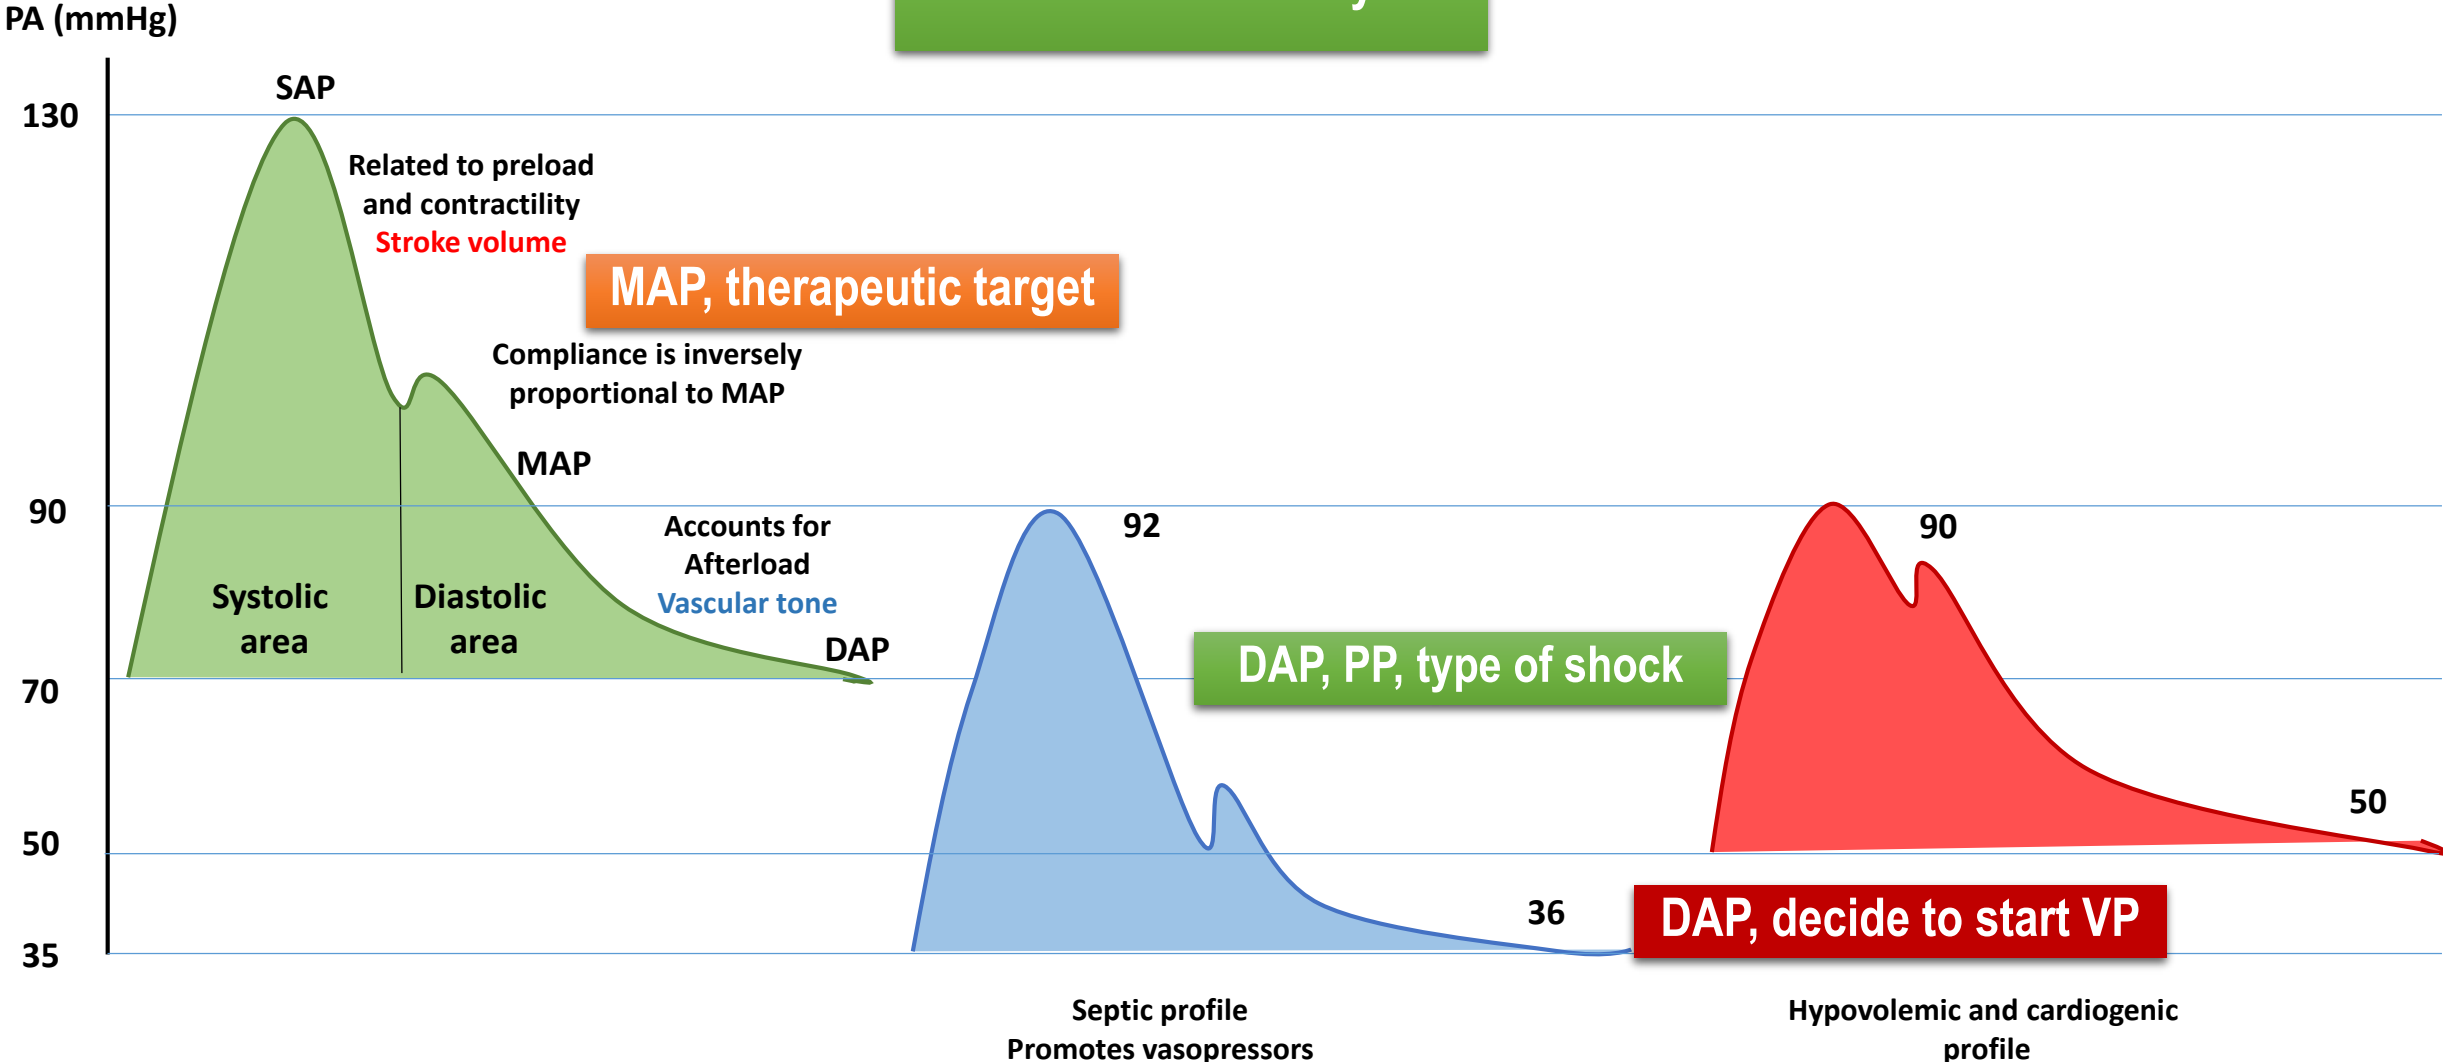 PA (mmHg)
SAP
130
Related to preload
and contractility
Stroke volume
MAP, therapeutic target
Compliance is inversely
proportional to MAP
MAP
90
92
90
Accounts for
Afterload
Vascular tone
Systolic
area
Diastolic
area
DAP
DAP, PP, type of shock
70
50
50
36
DAP, decide to start VP
35
Septic profile
Promotes vasopressors
Hypovolemic and cardiogenic
profile